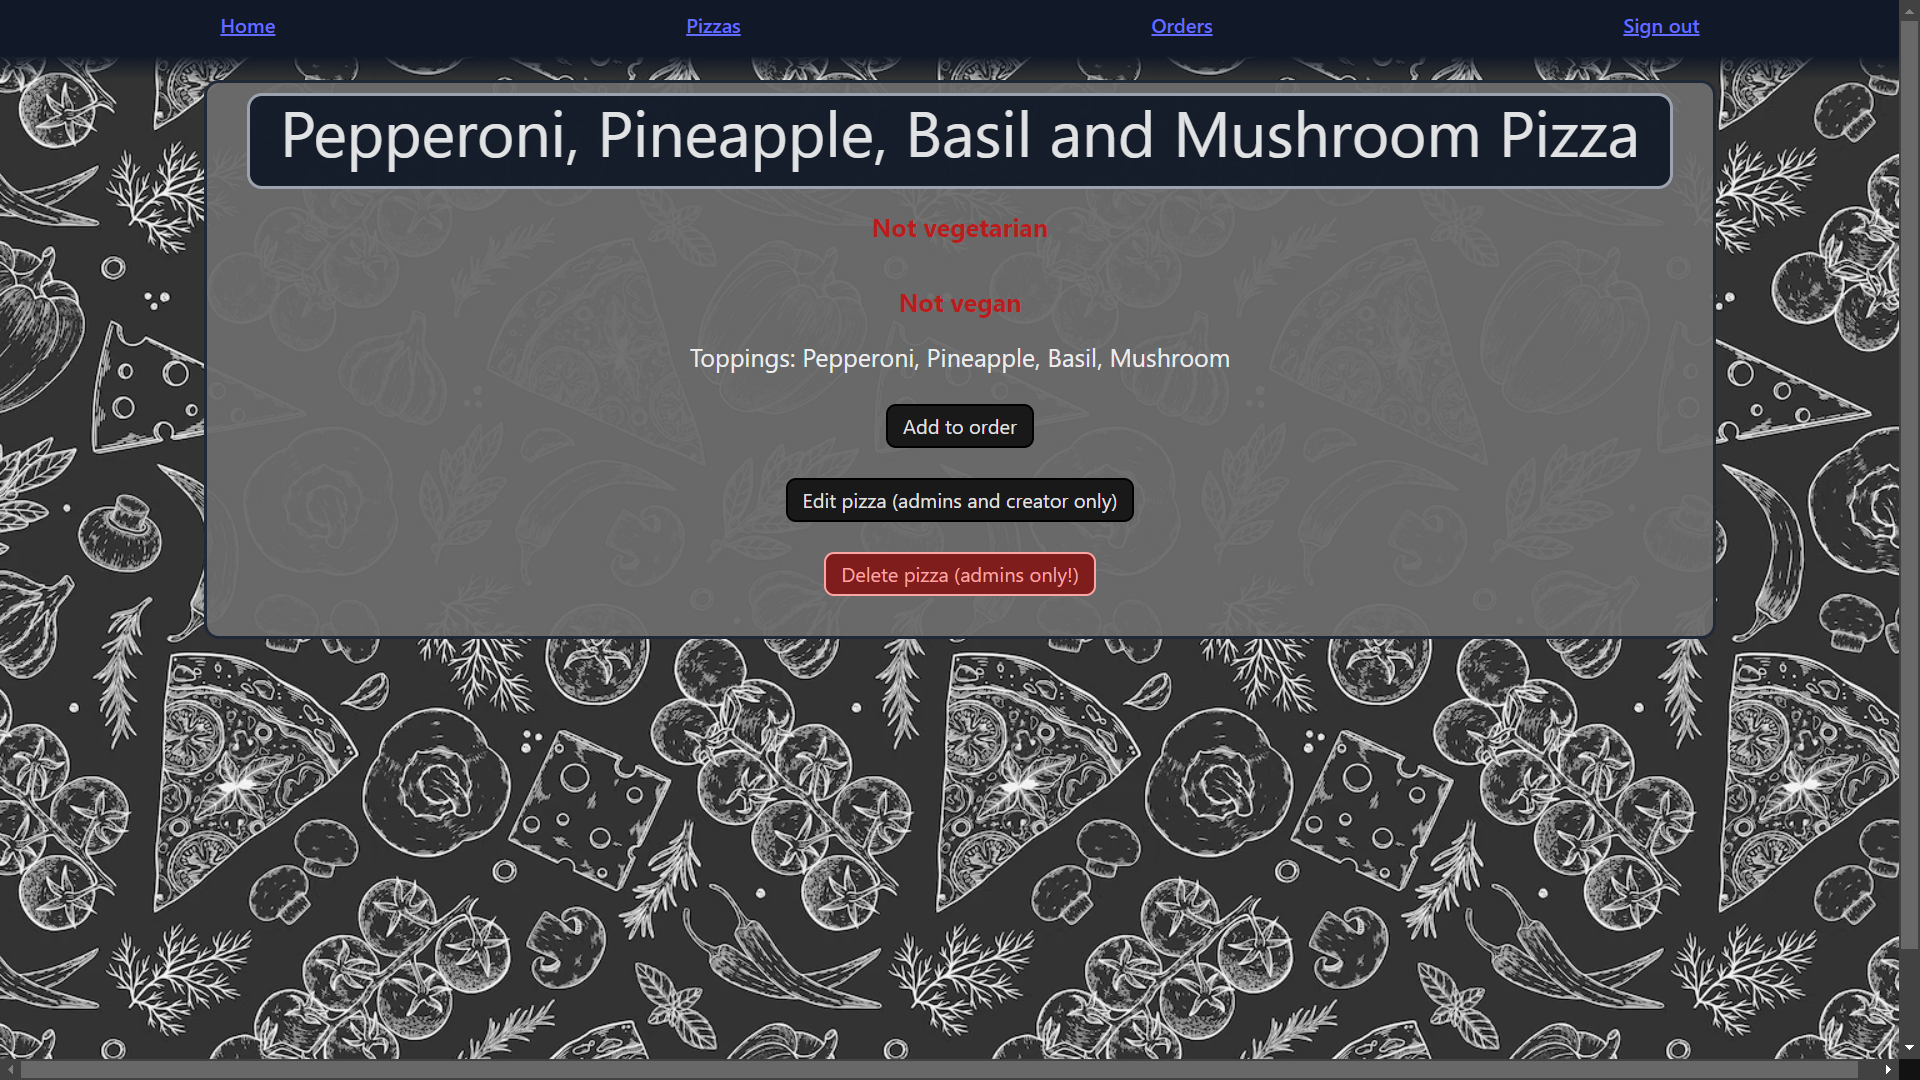 Home Pizzas Orders Sign out
Pepperoni, Pineapple, Basil and Mushroom Pizza
Not vegetarian
Not vegan
Toppings: Pepperoni, Pineapple, Basil, Mushroom
Add to order
Edit pizza (admins and creator only)
Delete pizza (admins only!)